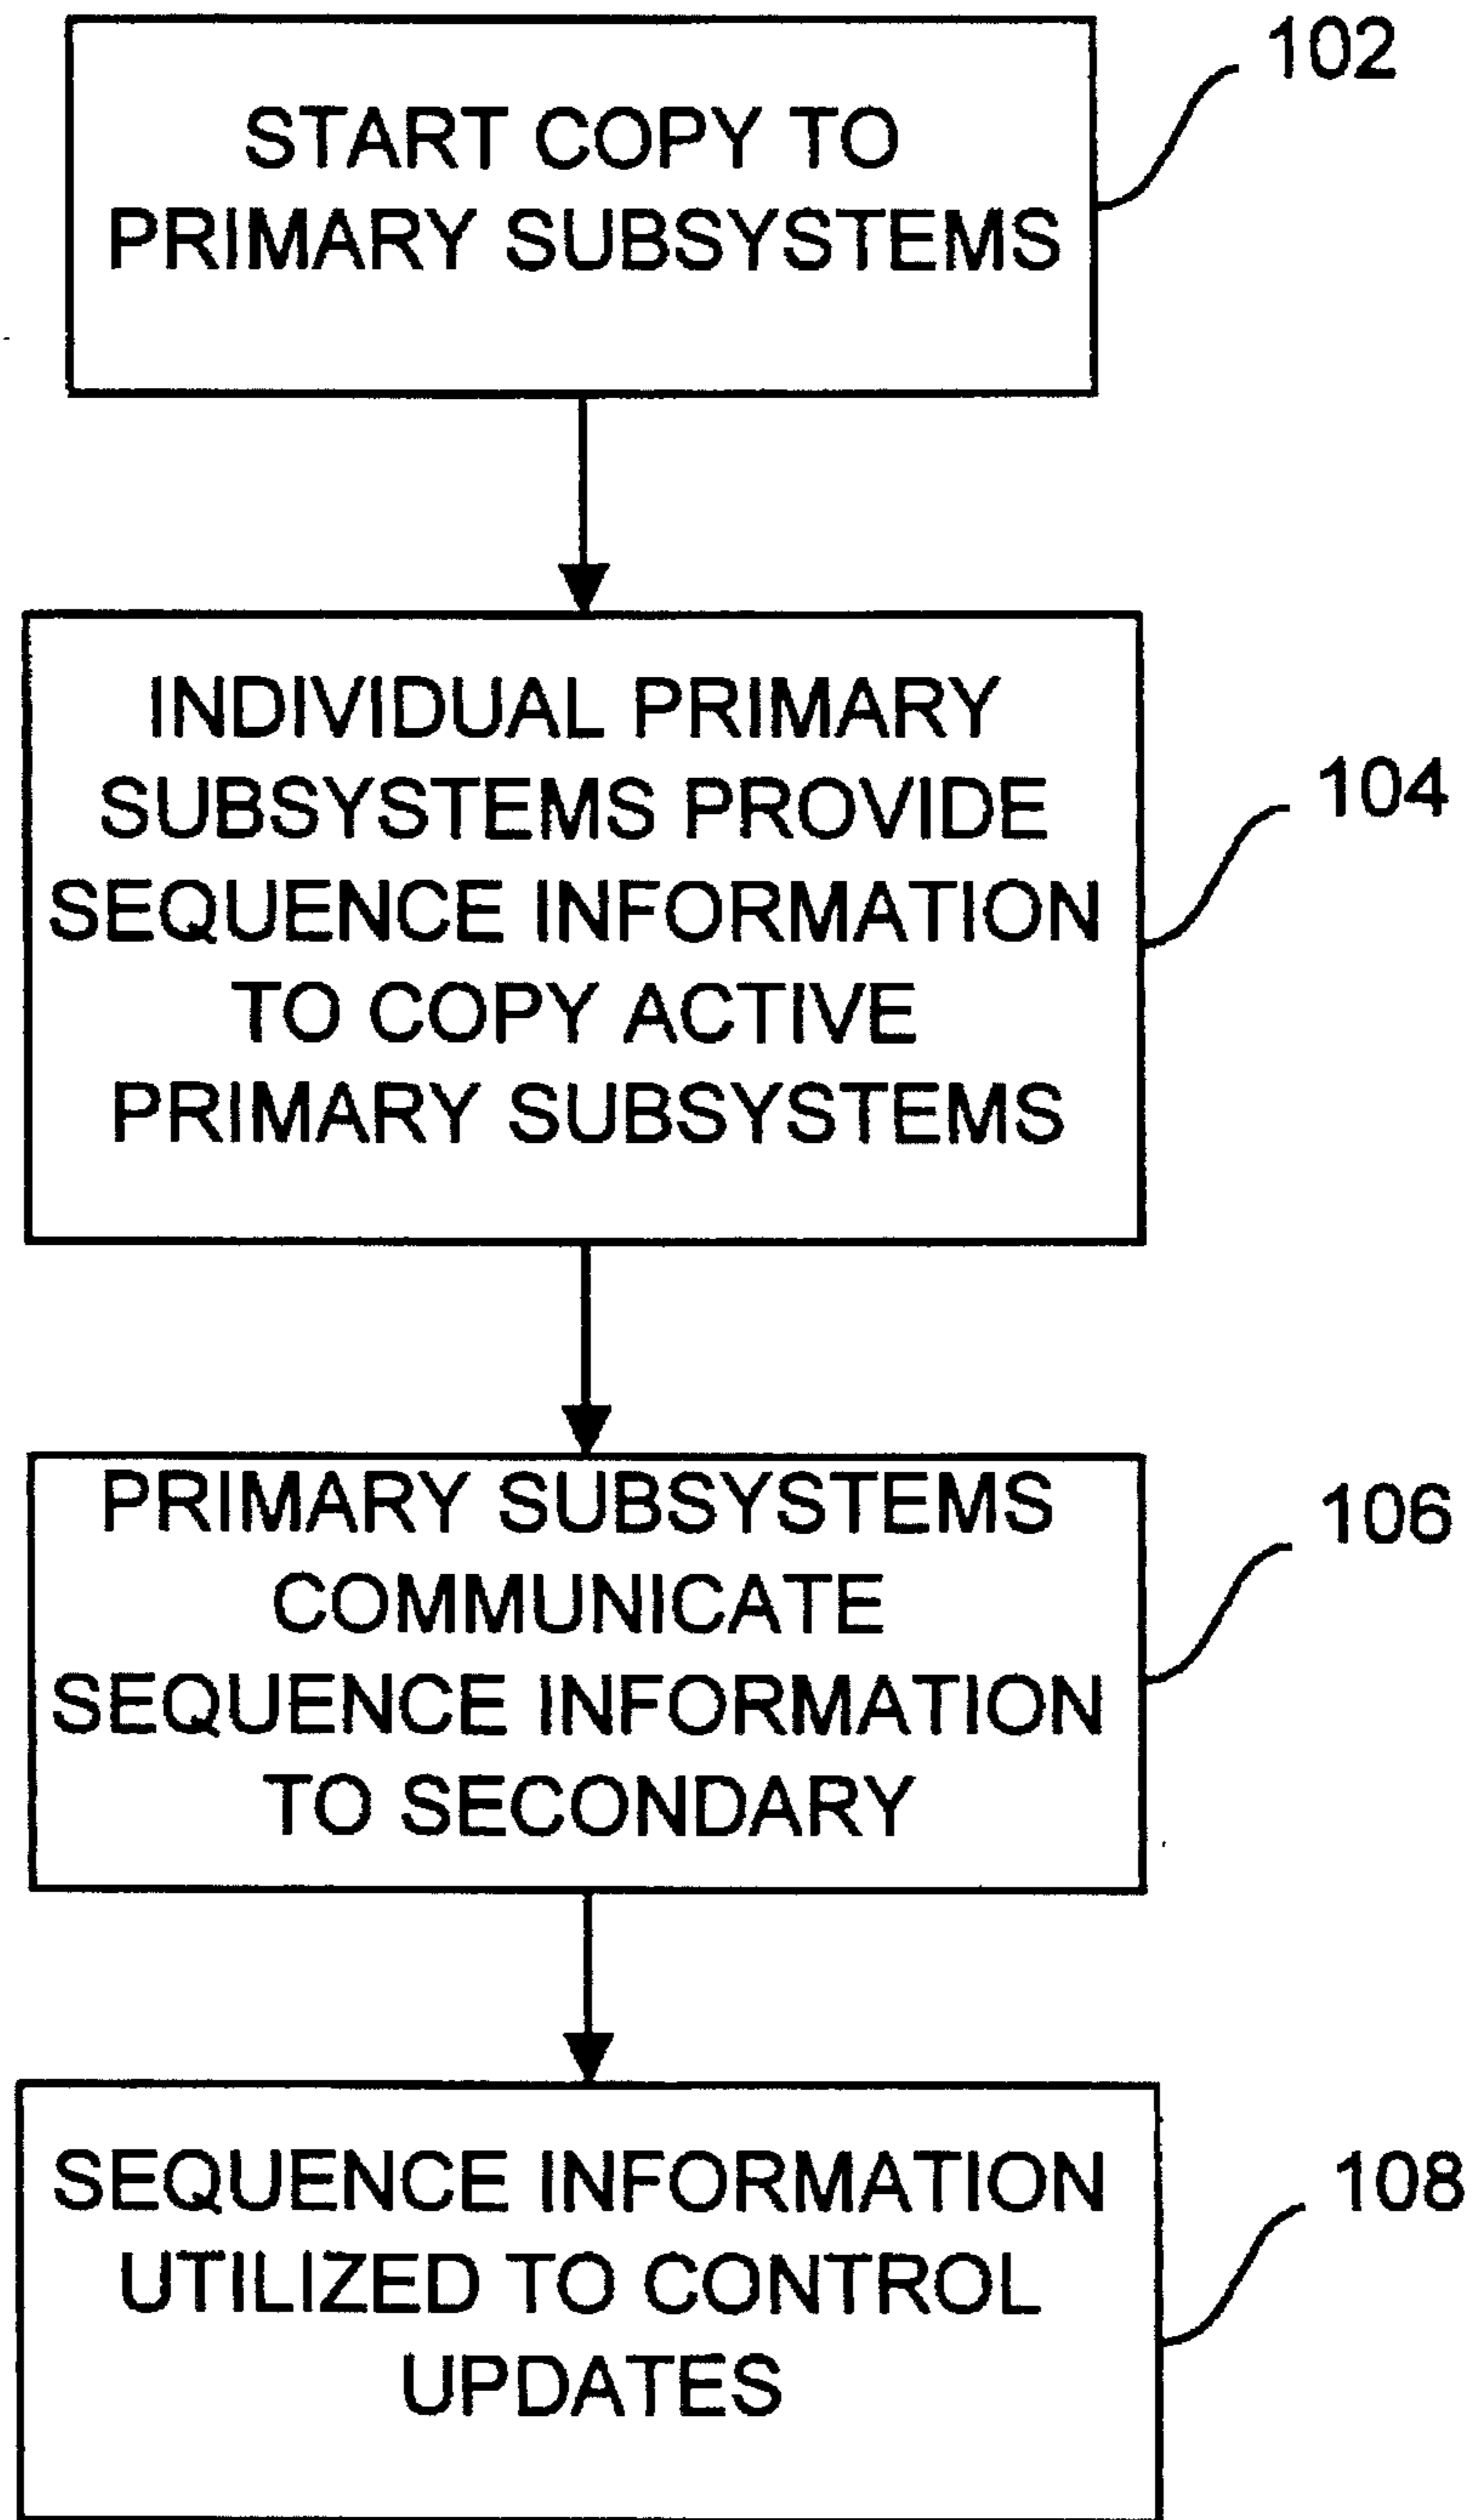 102
START COPY TO
PRIMARY SUBSYSTEMS
INDIVIDUAL PRIMARY
SUBSYSTEMS PROVIDE
SEQUENCE INFORMATION
TO COPY ACTIVE
PRIMARY SUBSYSTEMS
104
PRIMARY SUBSYSTEMS
COMMUNICATE
SEQUENCE INFORMATION
TO SECONDARY
106
SEQUENCE INFORMATION
UTILIZED TO CONTROL
UPDATES
108